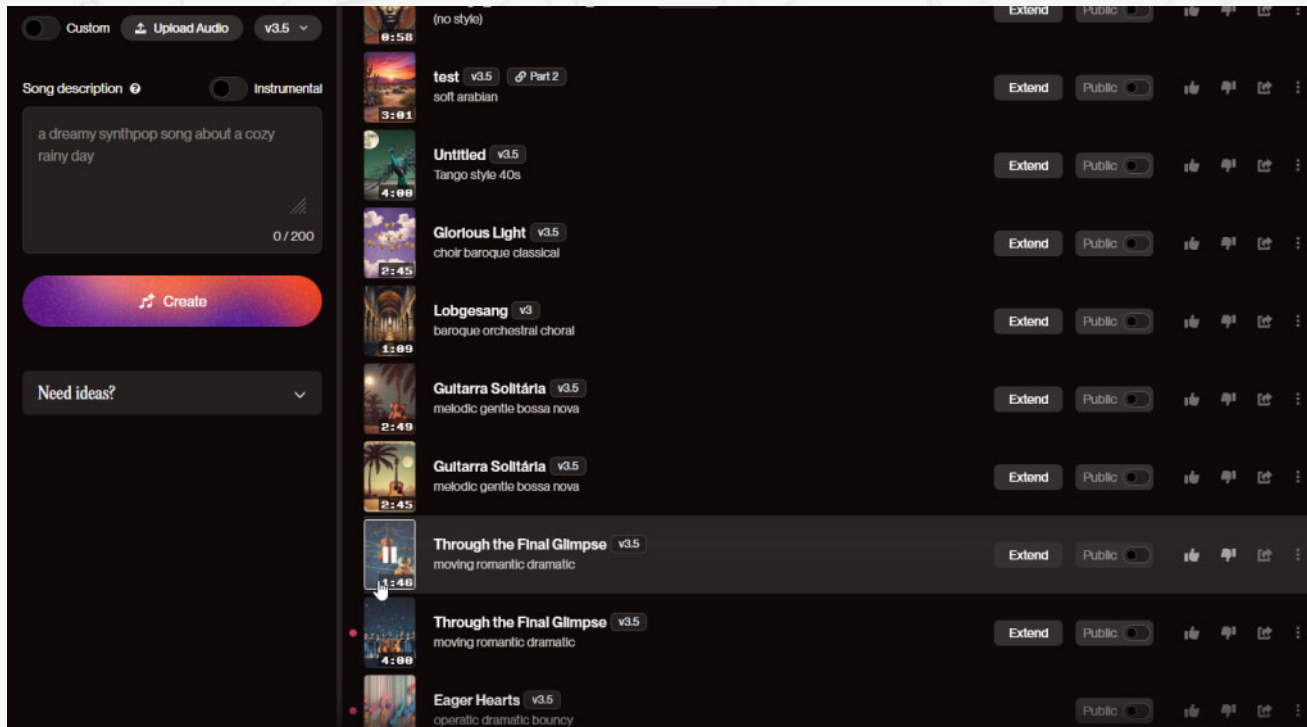 Custom
Upload Audio
v3.5
Song description
Instrumental
a dreamy synthpop song about a cozy
rainy day
0 / 200
Create
Need ideas?
0:58
(no style)
Extend
Public
test v3.5 Part 2
soft arabian
3:01
Extend
Public
Untitled v3.5
Tango style 40s
4:00
Extend
Public
Glorious Light v3.5
choir baroque classical
2:45
Extend
Public
Lobgesang v3
baroque orchestral choral
1:09
Extend
Public
Guitarra Solitária v3.5
melodic gentle bossa nova
2:49
Extend
Public
Guitarra Solitária v3.5
melodic gentle bossa nova
2:45
Extend
Public
Through the Final Glimpse v3.5
moving romantic dramatic
1:46
Extend
Public
Through the Final Glimpse v3.5
moving romantic dramatic
4:00
Extend
Public
Eager Hearts v3.5
operatic dramatic bouncy
Public